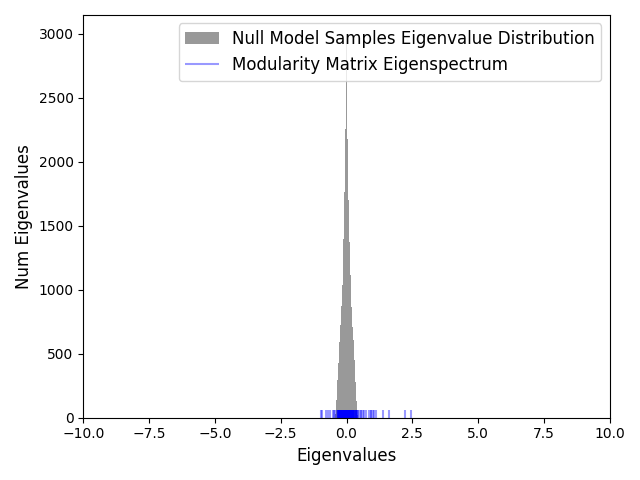 Null Model Samples Eigenvalue Distribution
Modularity Matrix Eigenspectrum
3000
2500
2000
1500
1000
500
0
Num Eigenvalues
−10.0 −7.5 −5.0 −2.5 0.0 2.5 5.0 7.5 10.0
Eigenvalues